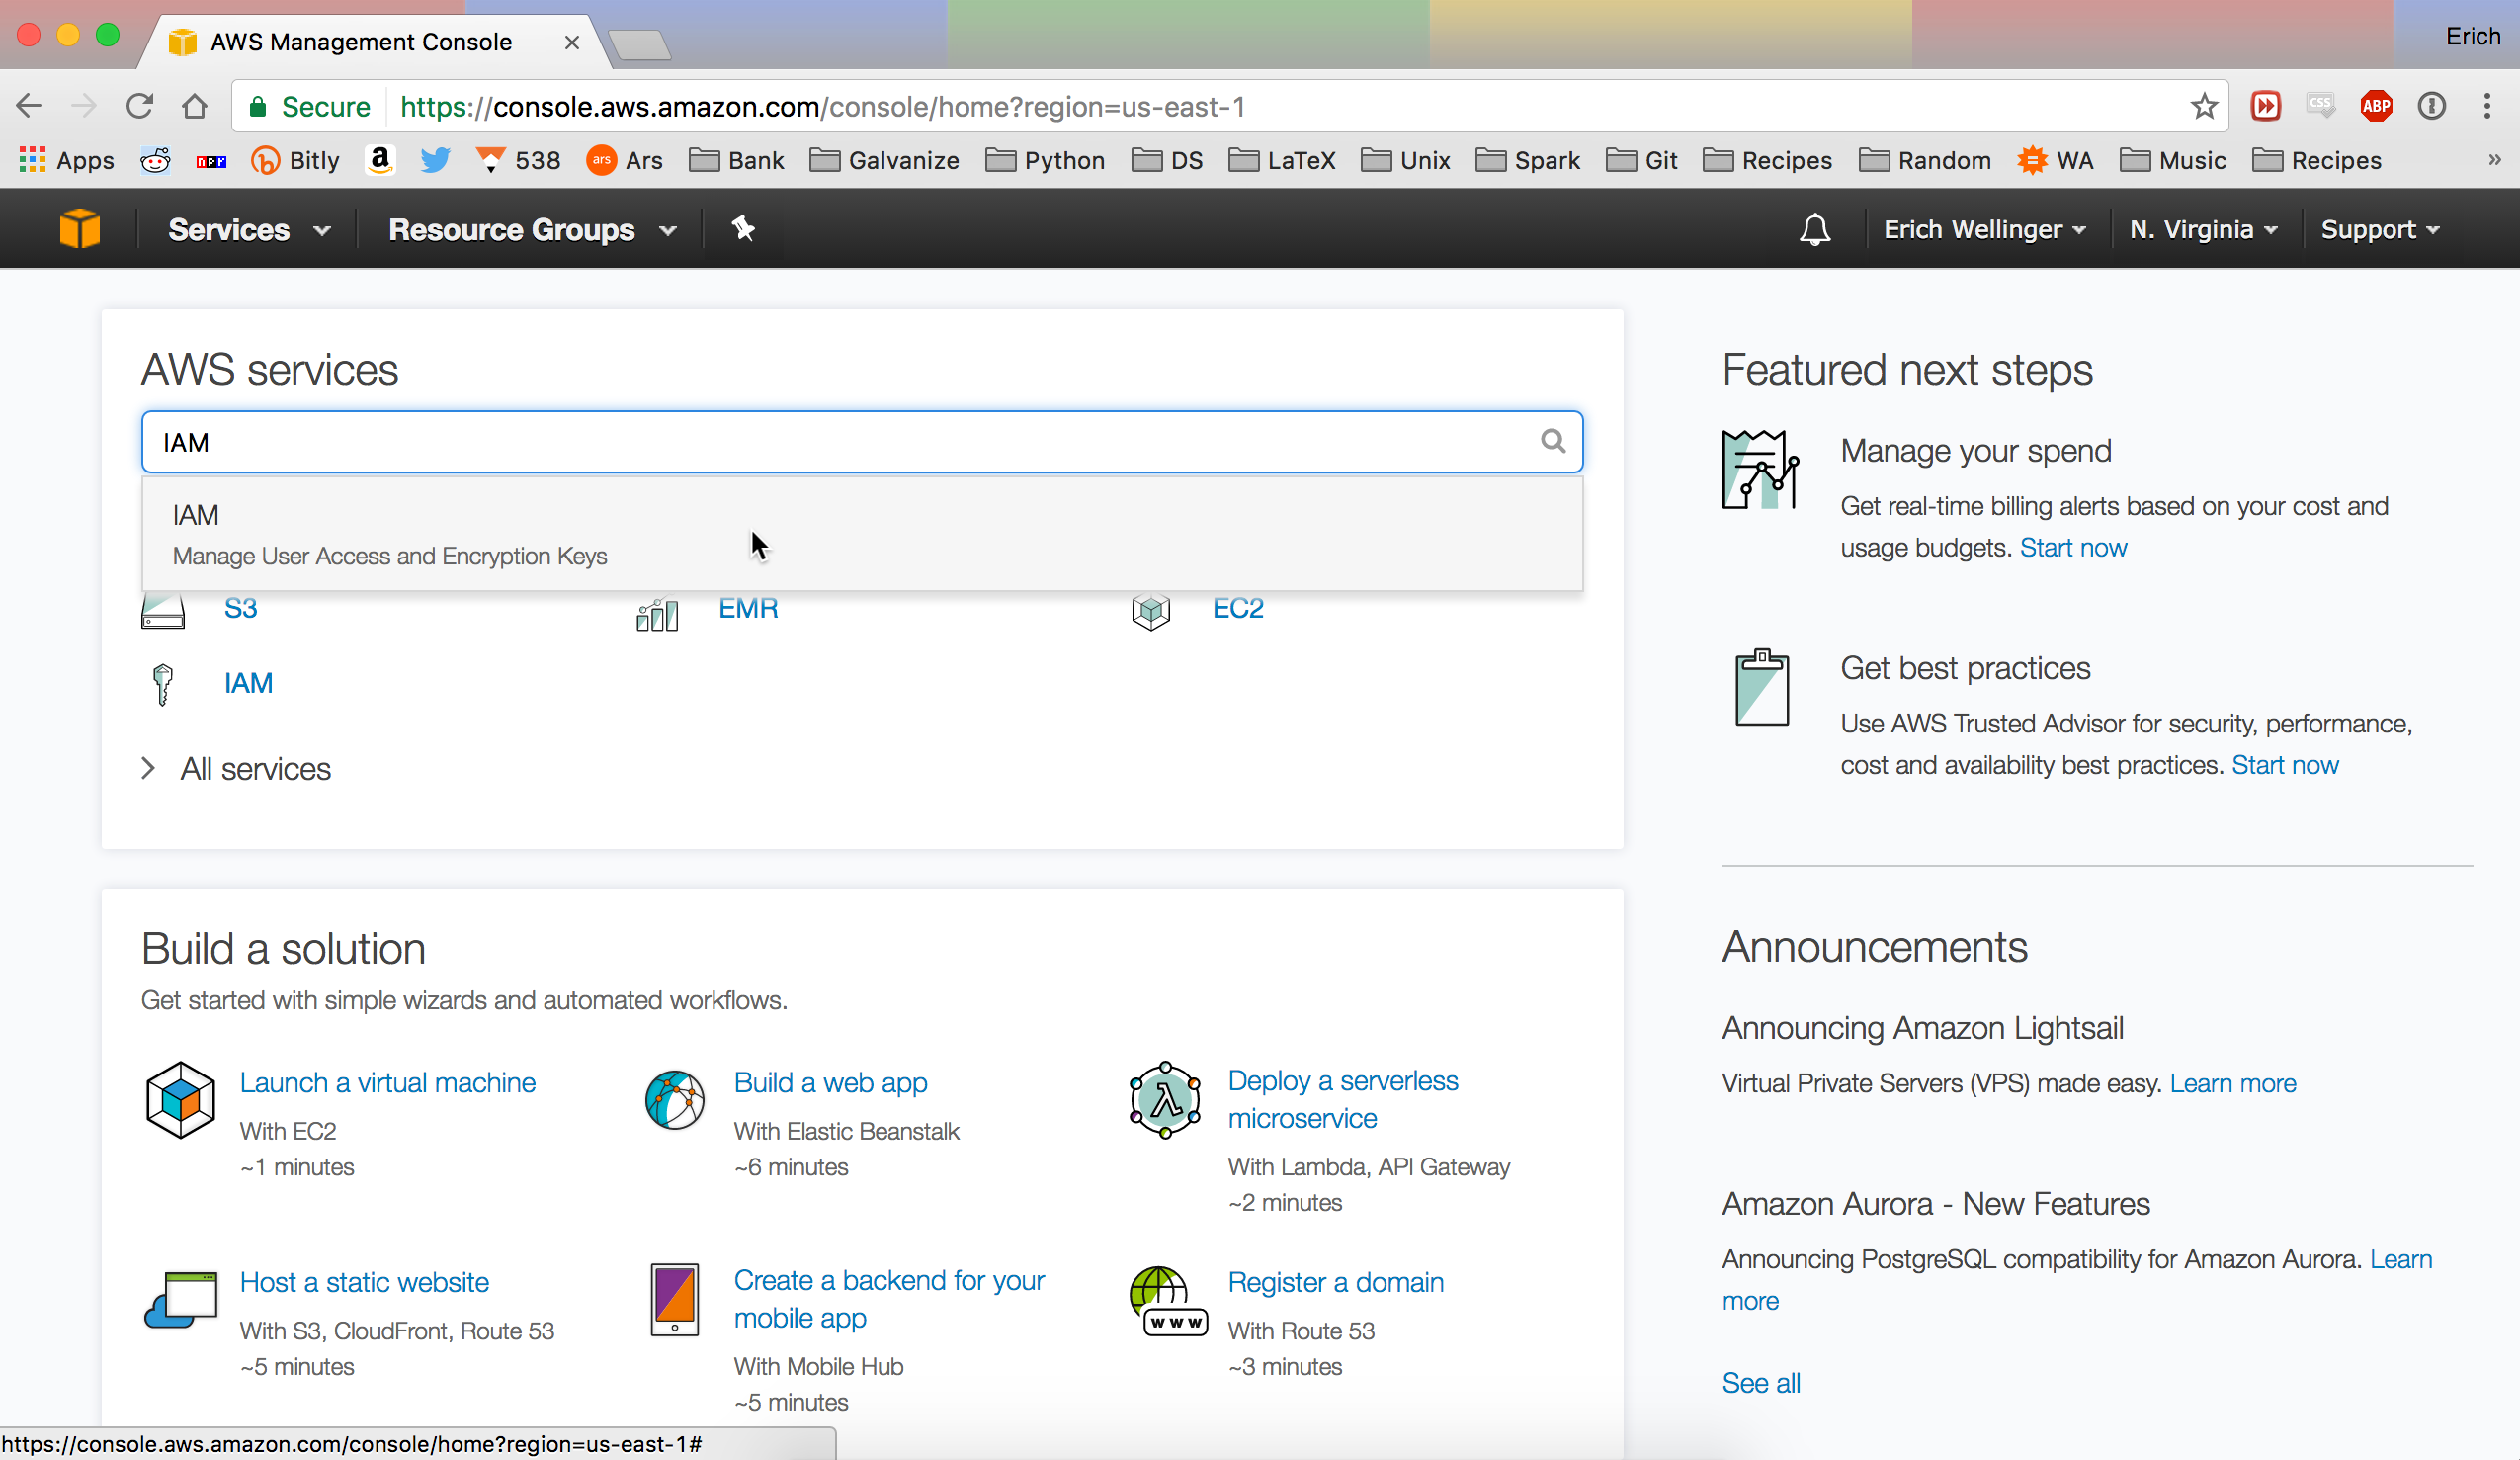 AWS Management Console
Erich
Secure https://console.aws.amazon.com/console/home?region=us-east-1
CSS
ABP
Apps
npr
Bitly
538
ars Ars
Bank
Galvanize
Python
DS
LaTeX
Unix
Spark
Git
Recipes
Random
WA
Music
Recipes
»
Services
Resource Groups
Erich Wellinger
N. Virginia
Support
AWS services
IAM
IAM
Manage User Access and Encryption Keys
S3
EMR
EC2
IAM
All services
Build a solution
Get started with simple wizards and automated workflows.
Launch a virtual machine
With EC2
~1 minutes
Build a web app
With Elastic Beanstalk
~6 minutes
Deploy a serverless
microservice
With Lambda, API Gateway
~2 minutes
Host a static website
With S3, CloudFront, Route 53
~5 minutes
Create a backend for your
mobile app
With Mobile Hub
~5 minutes
www
Register a domain
With Route 53
~3 minutes
Featured next steps
Manage your spend
Get real-time billing alerts based on your cost and
usage budgets. Start now
Get best practices
Use AWS Trusted Advisor for security, performance,
cost and availability best practices. Start now
Announcements
Announcing Amazon Lightsail
Virtual Private Servers (VPS) made easy. Learn more
Amazon Aurora - New Features
Announcing PostgreSQL compatibility for Amazon Aurora. Learn
more
See all
https://console.aws.amazon.com/console/home?region=us-east-1#